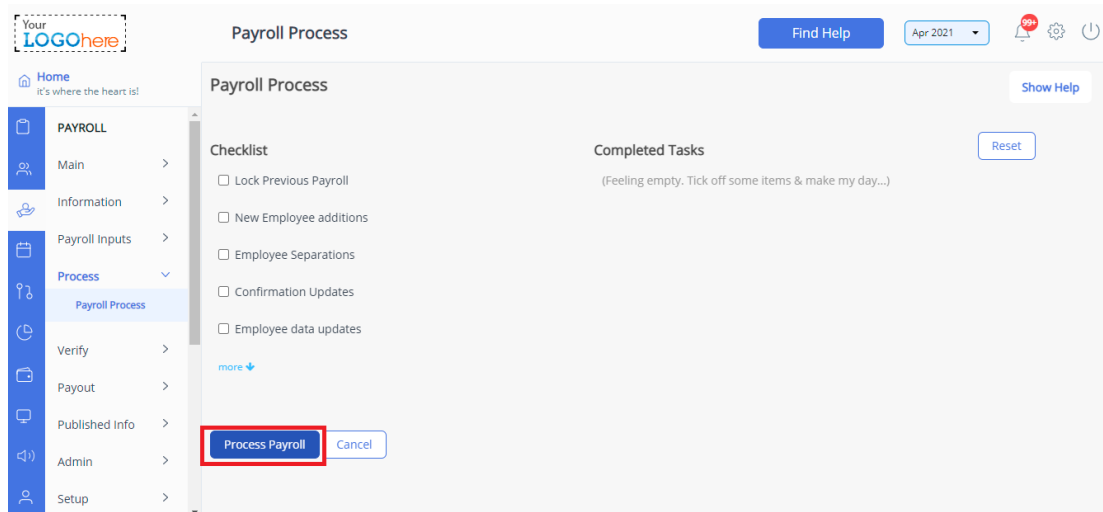 Your
LOGOhere
Payroll Process
Find Help
Apr 2021
99+
Home
it's where the heart is!
Payroll Process
Show Help
PAYROLL
Main
Information
Payroll Inputs
Process
Payroll Process
Verify
Payout
Published Info
Admin
Setup
Checklist
Lock Previous Payroll
New Employee additions
Employee Separations
Confirmation Updates
Employee data updates
more
Completed Tasks
Reset
(Feeling empty. Tick off some items & make my day...)
Process Payroll
Cancel